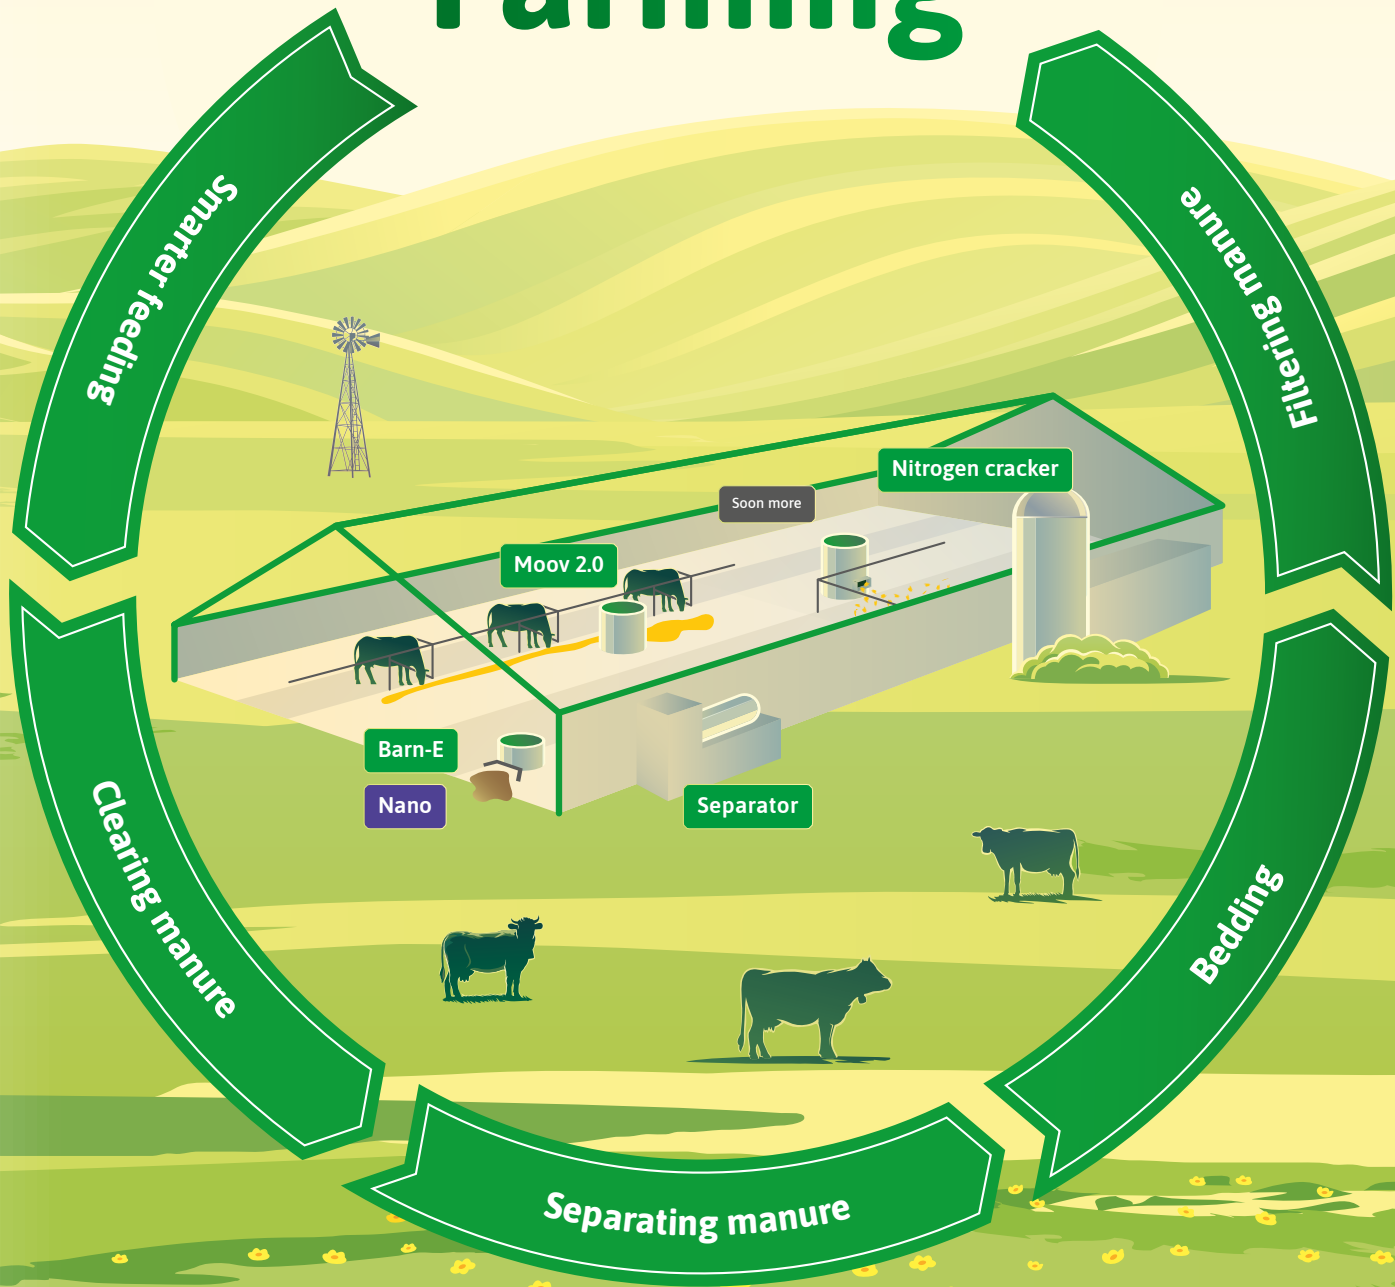 Farming
Smarter feeding
Filtering manure
Nitrogen cracker
Soon more
Moov 2.0
Barn-E
Nano
Separator
Clearing manure
Bedding
Separating manure